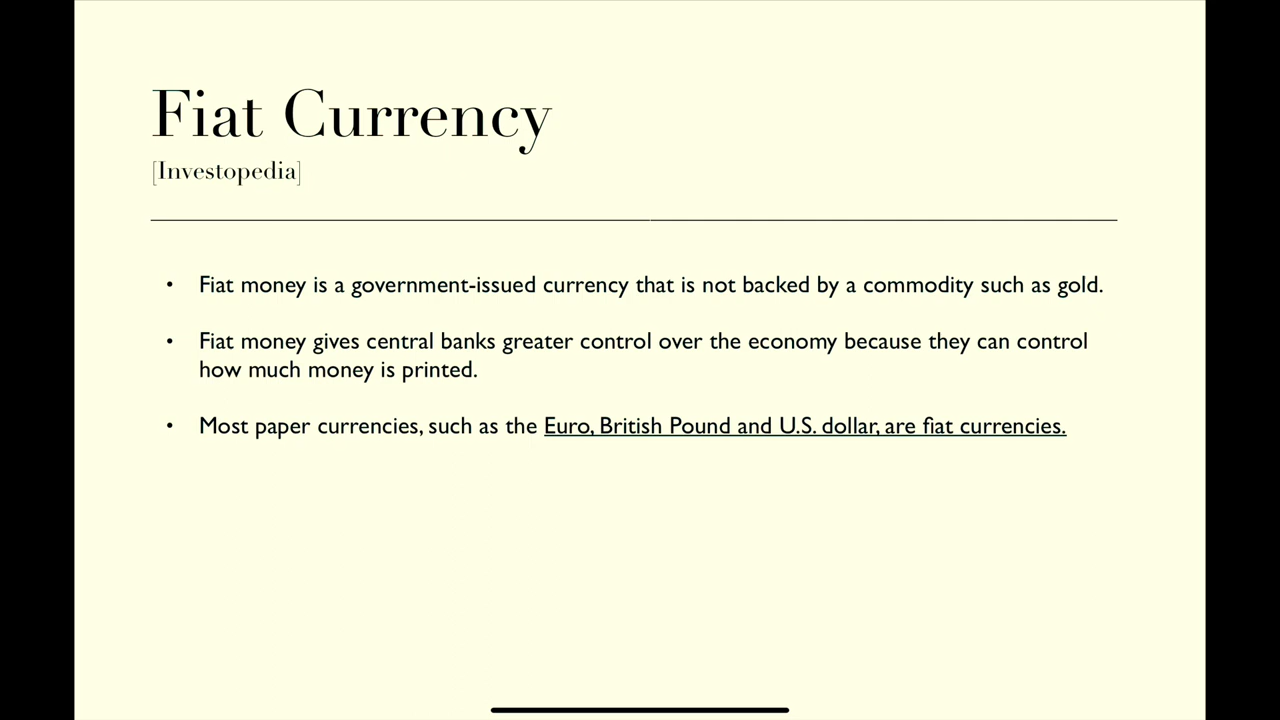 Fiat Currency
[Investopedia]
• Fiat money is a government-issued currency that is not backed by a commodity such as gold.
• Fiat money gives central banks greater control over the economy because they can control
how much money is printed.
• Most paper currencies, such as the Euro, British Pound and U.S. dollar, are fiat currencies.